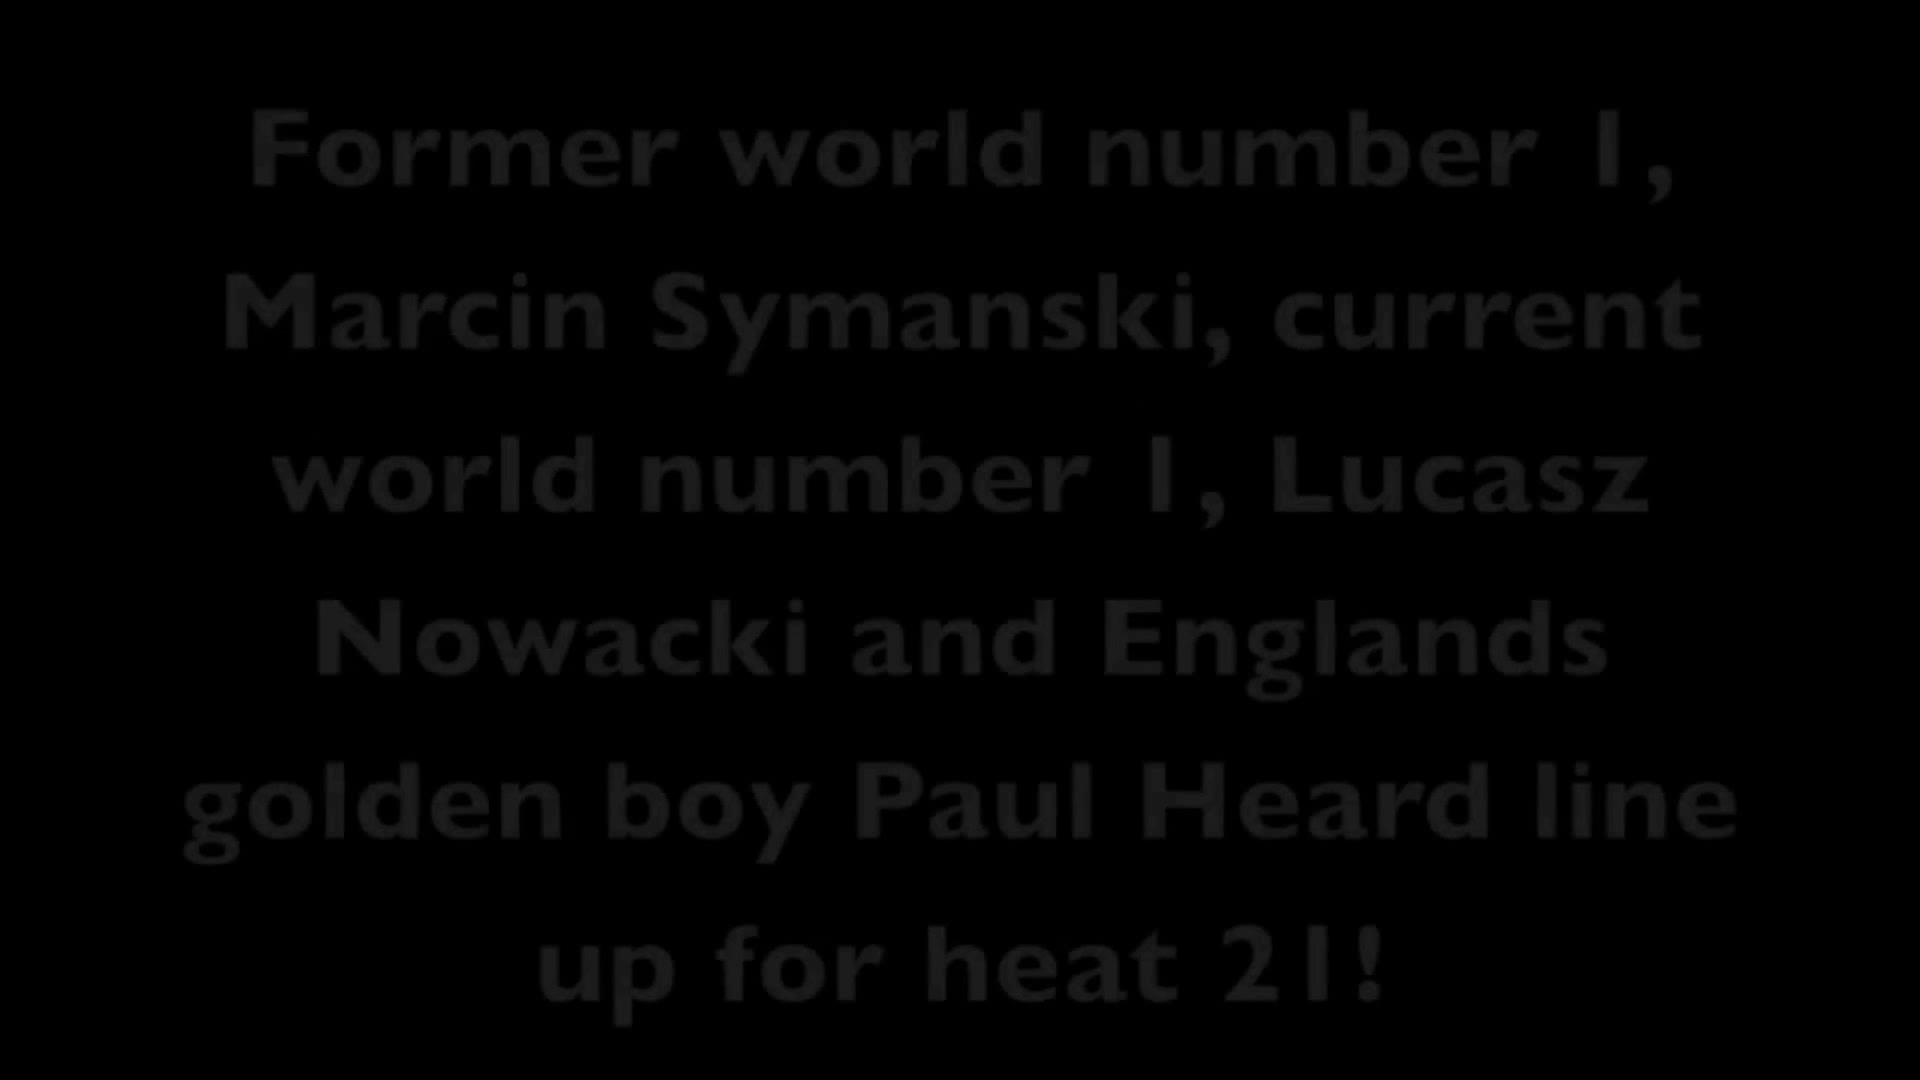 Former world number 1,
Marcin Symanski, current
world number 1, Lucasz
Nowacki and Englands
golden boy Paul Heard line
up for heat 21!